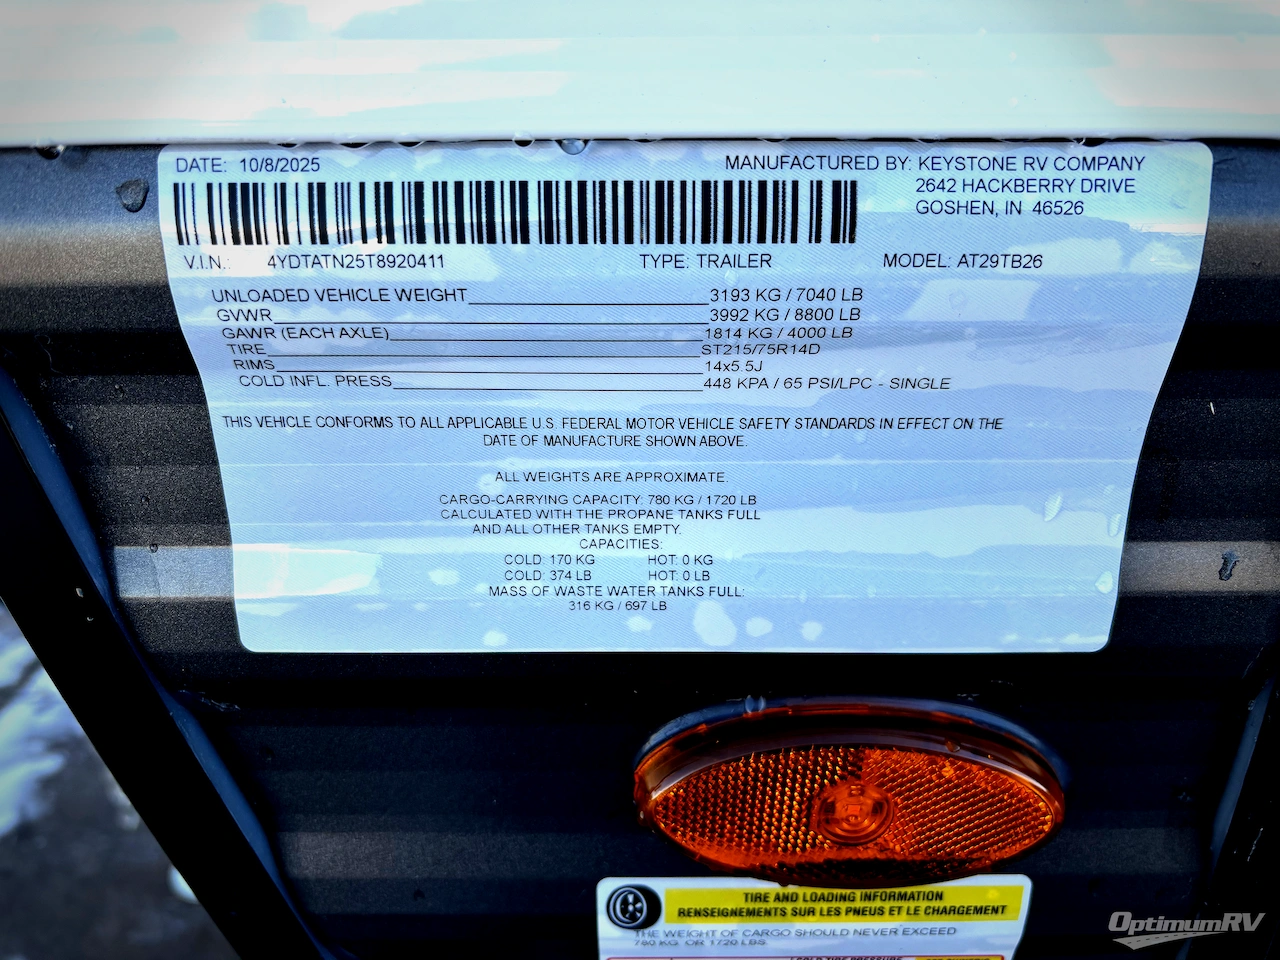 DATE: 10/8/2025
MANUFACTURED BY: KEYSTONE RV COMPANY
2642 HACKBERRY DRIVE
GOSHEN, IN 46526
V.I.N.: 4YDTATN25T8920411 TYPE: TRAILER MODEL: AT29TB26
UNLOADED VEHICLE WEIGHT 3193 KG / 7040 LB
GVWR 3992 KG / 8800 LB
GAWR (EACH AXLE) 1814 KG / 4000 LB
TIRE ST215/75R14D
RIMS 14x5.5J
COLD INFL. PRESS 448 KPA / 65 PSI/LPC - SINGLE
THIS VEHICLE CONFORMS TO ALL APPLICABLE U.S. FEDERAL MOTOR VEHICLE SAFETY STANDARDS IN EFFECT ON THE
DATE OF MANUFACTURE SHOWN ABOVE.
ALL WEIGHTS ARE APPROXIMATE.
CARGO-CARRYING CAPACITY: 780 KG / 1720 LB
CALCULATED WITH THE PROPANE TANKS FULL
AND ALL OTHER TANKS EMPTY.
CAPACITIES:
COLD: 170 KG HOT: 0 KG
COLD: 374 LB HOT: 0 LB
MASS OF WASTE WATER TANKS FULL:
316 KG / 697 LB
TIRE AND LOADING INFORMATION
RENSEIGNEMENTS SUR LES PNEUS ET LE CHARGEMENT
THE WEIGHT OF CARGO SHOULD NEVER EXCEED
780 KG OR 1720 LBS
OptimumRV